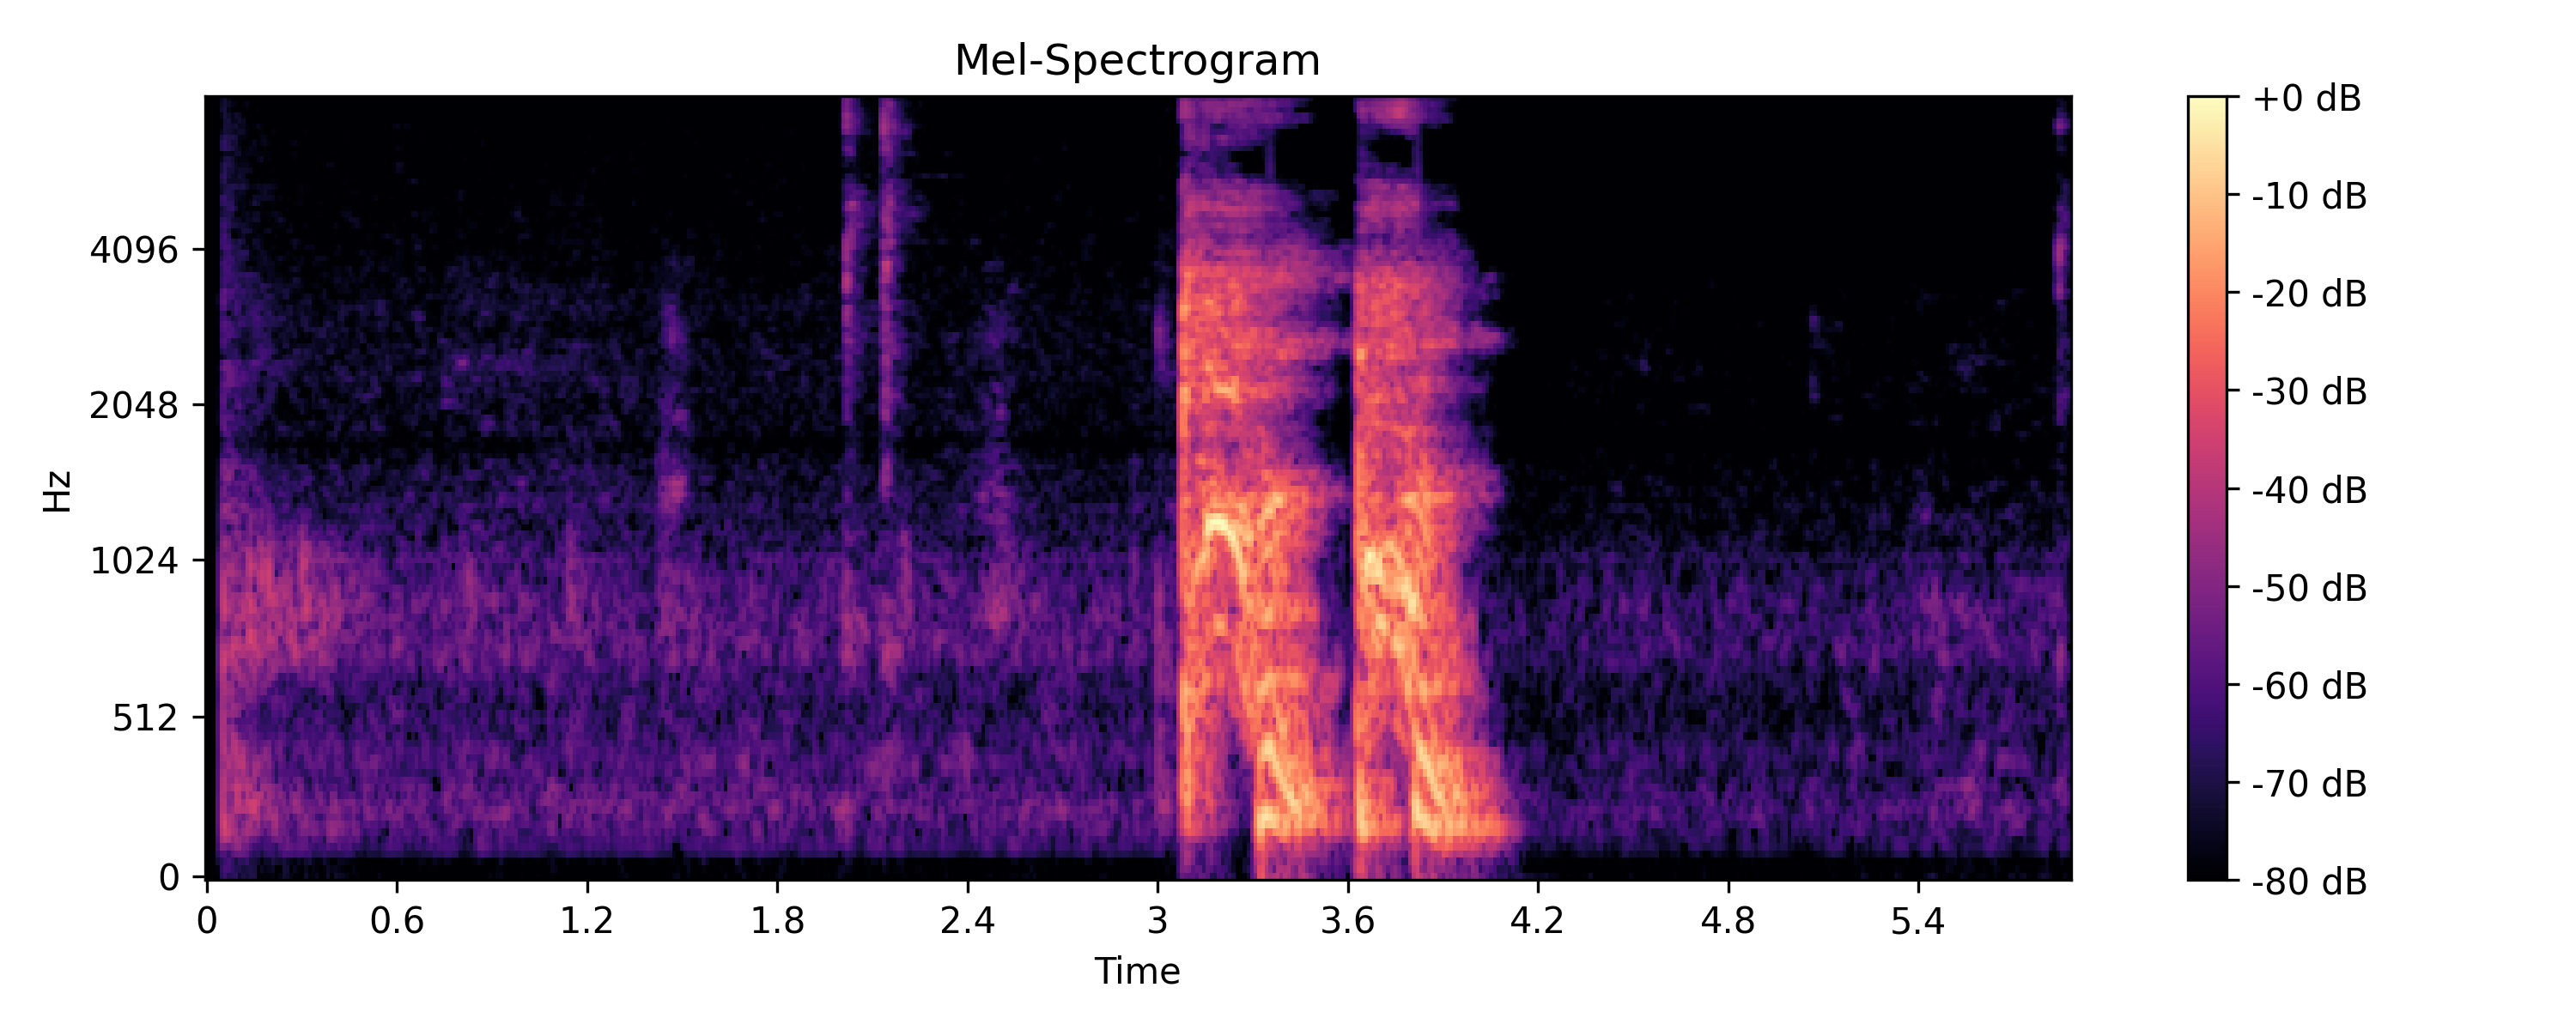 Mel-Spectrogram
Hz
4096
2048
1024
512
0
0 0.6 1.2 1.8 2.4 3 3.6 4.2 4.8 5.4
Time
+0 dB
-10 dB
-20 dB
-30 dB
-40 dB
-50 dB
-60 dB
-70 dB
-80 dB